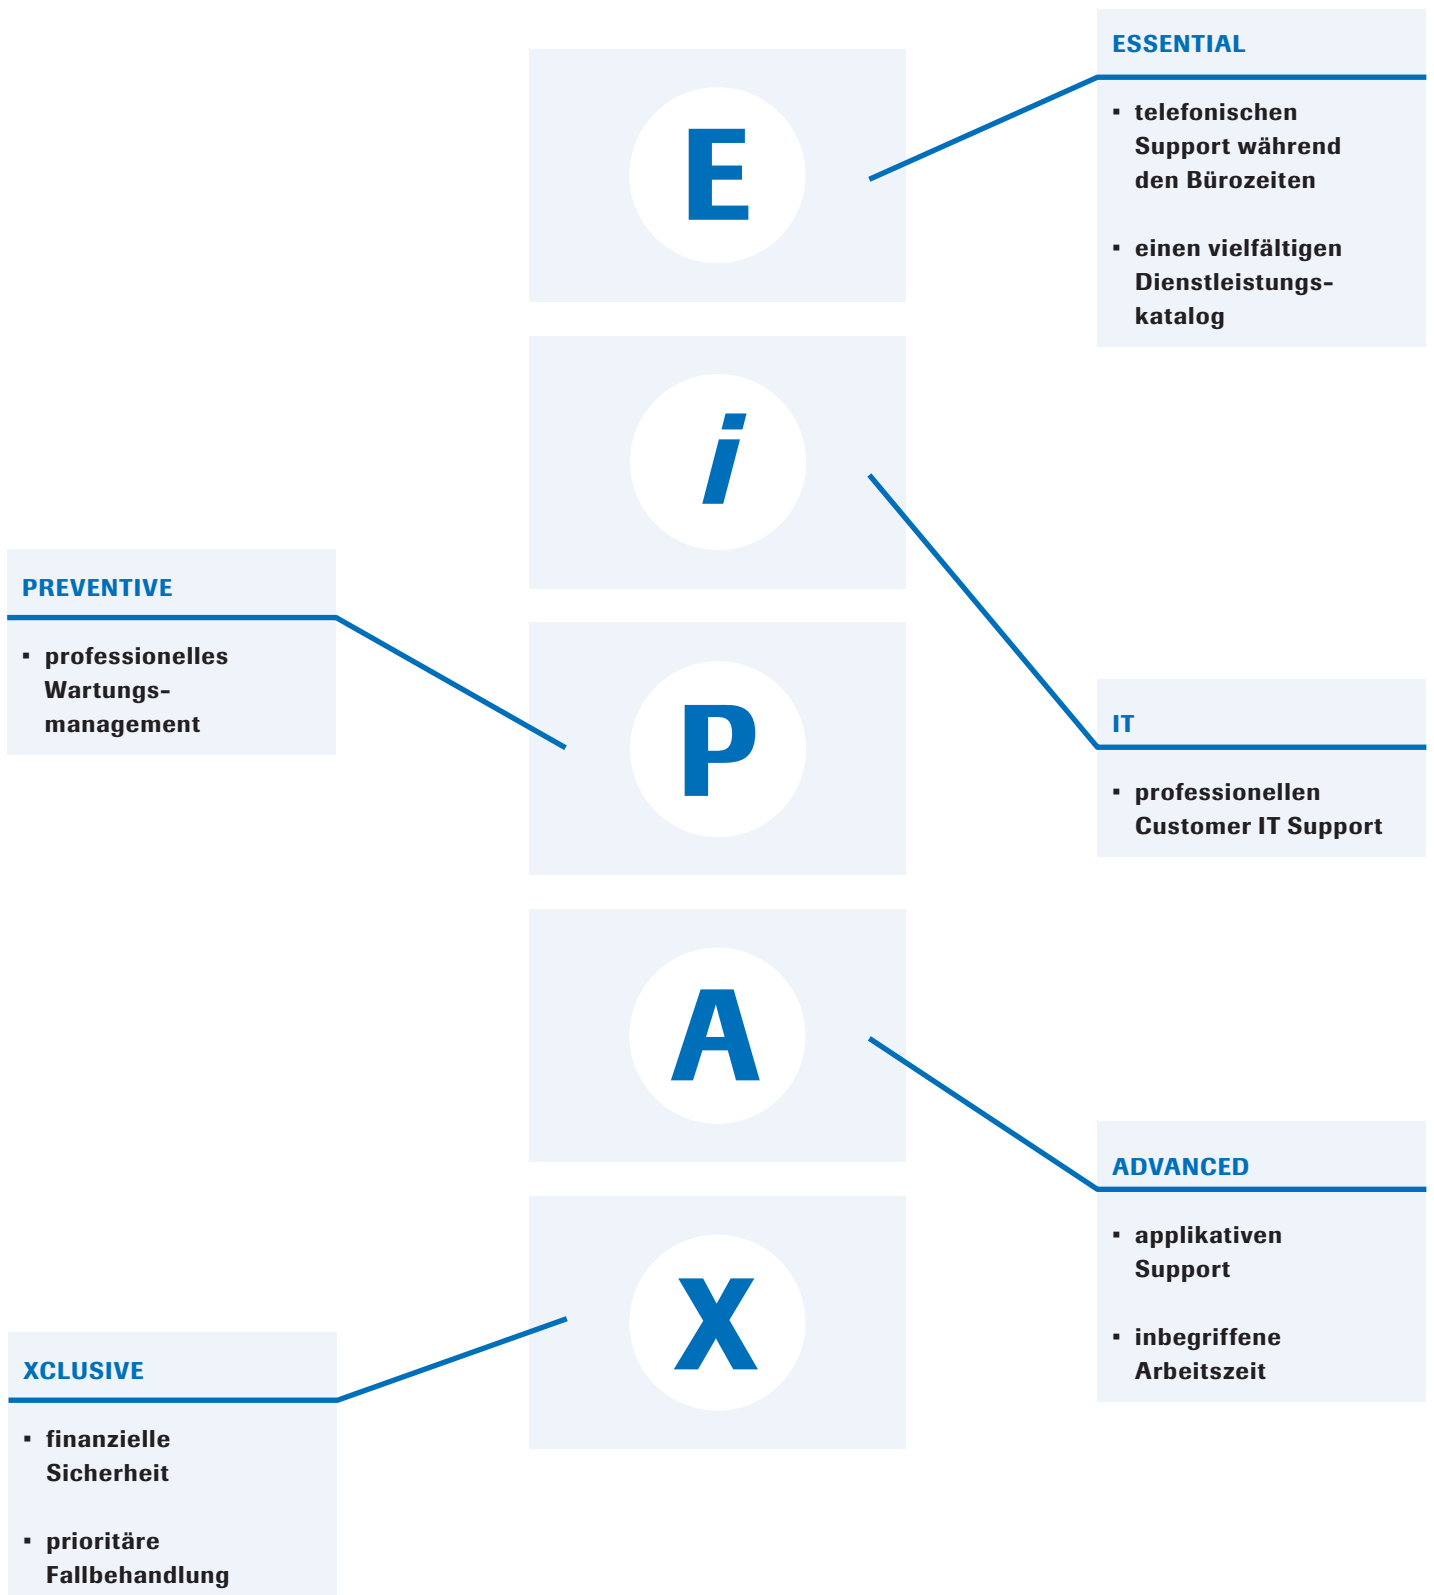 E
ESSENTIAL
▪ telefonischen
Support während
den Bürozeiten
▪ einen vielfältigen
Dienstleistungs-
katalog
i
IT
▪ professionellen
Customer IT Support
P
PREVENTIVE
▪ professionelles
Wartungs-
management
A
ADVANCED
▪ applikativen
Support
▪ inbegriffene
Arbeitszeit
X
XCLUSIVE
▪ finanzielle
Sicherheit
▪ prioritäre
Fallbehandlung